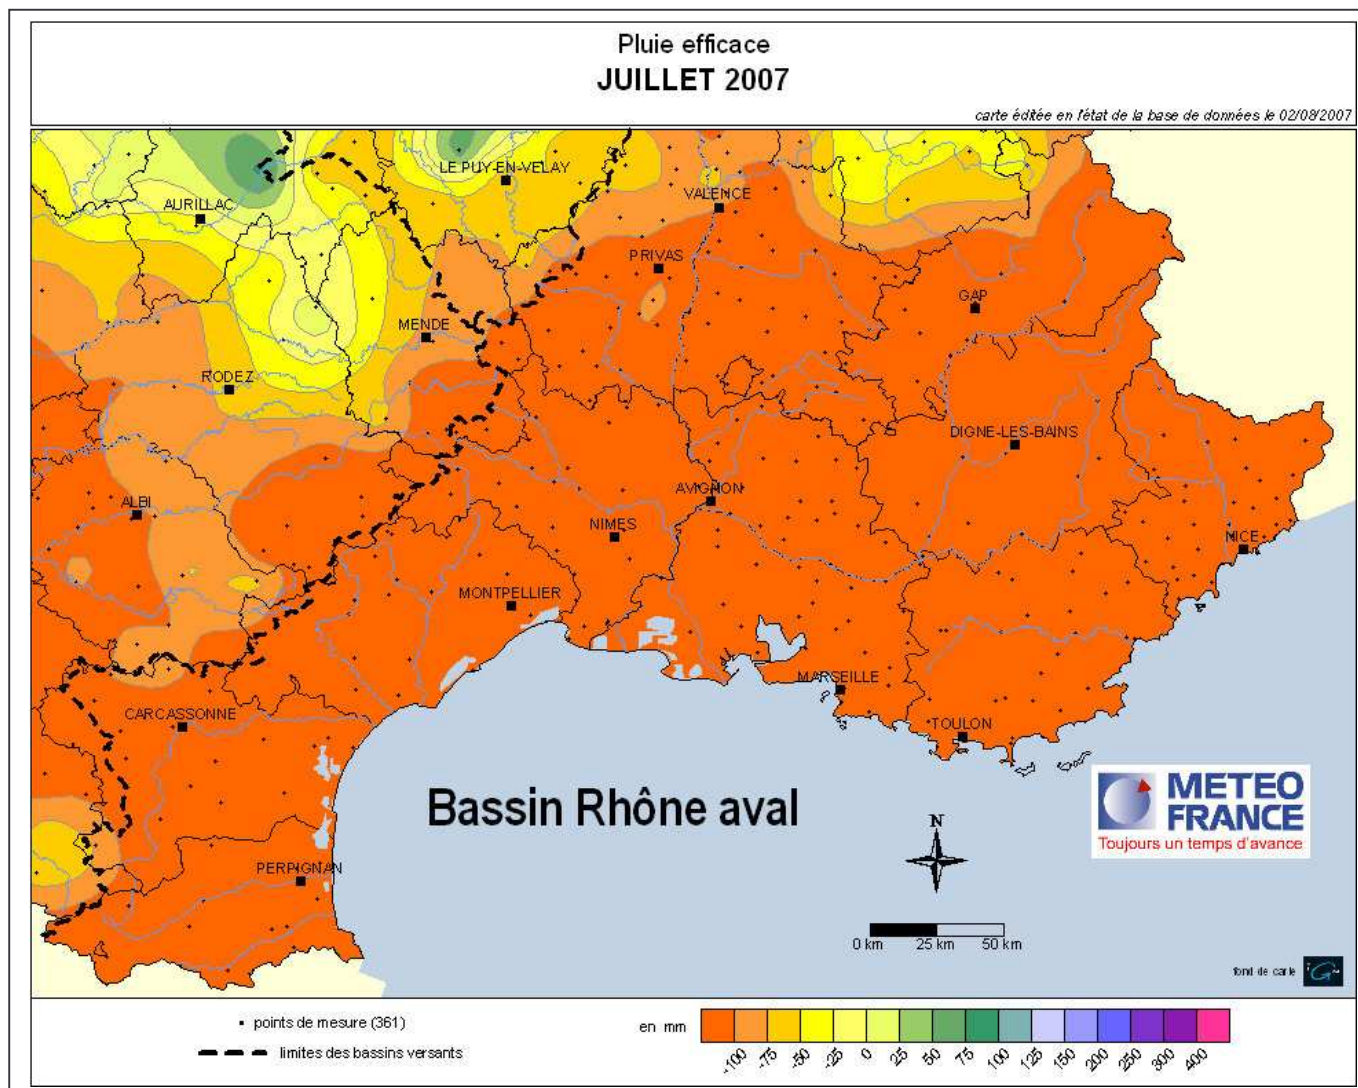 Pluie efficace
JUILLET 2007
carte éditée en l'état de la base de données le 02/08/2007
LE PUY-EN-VELAY
AURILLAC
VALENCE
PRIVAS
GAP
MENDE
RODEZ
DIGNE-LES-BAINS
ALBI
AVIGNON
NIMES
NICE
MONTPELLIER
MARSEILLE
CARCASSONNE
TOULON
METEO
FRANCE
Toujours un temps d'avance
Bassin Rhône aval
N
PERPIGNAN
0 km 25 km 50 km
fond de carte
points de mesure (361)
limites des bassins versants
en mm
-100 -75 -50 -25 0 25 50 75 100 125 150 200 250 300 400